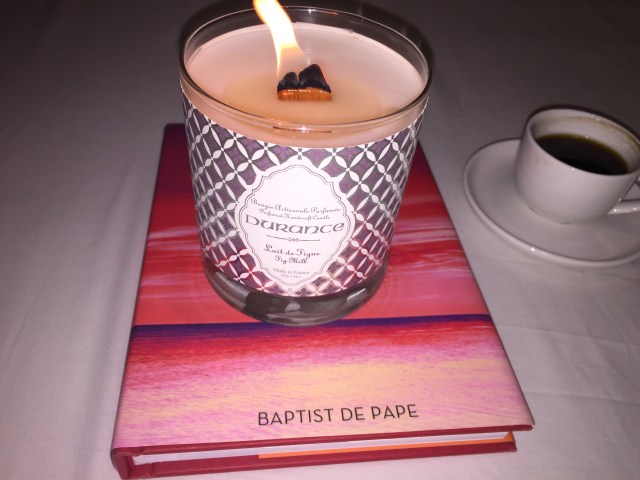 Bougie Artisanale Parfumée
Perfumed Handcraft Candle
DURANCE
Lait de Figue
Fig Milk
Made in France
BAPTIST DE PAPE